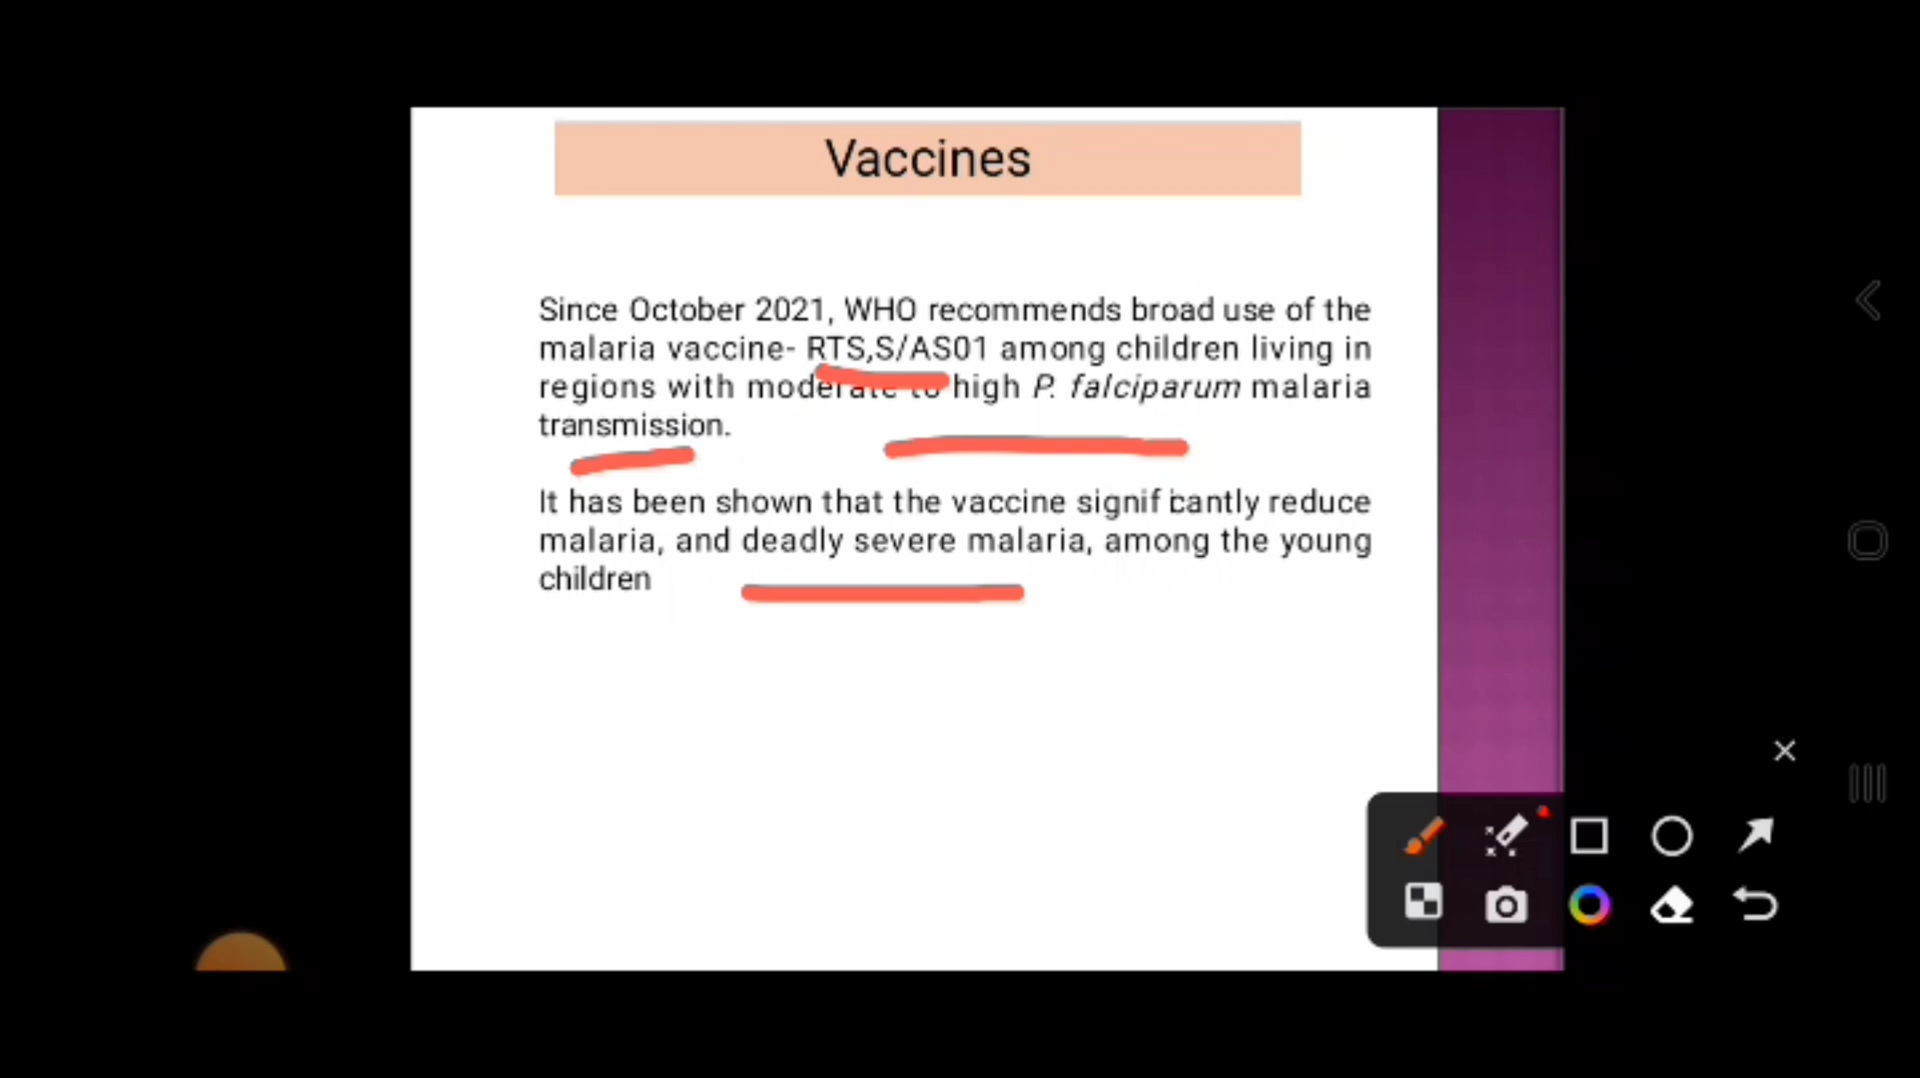 Vaccines
Since October 2021, WHO recommends broad use of the
malaria vaccine- RTS,S/AS01 among children living in
regions with moderate to high P. falciparum malaria
transmission.
It has been shown that the vaccine significantly reduce
malaria, and deadly severe malaria, among the young
children